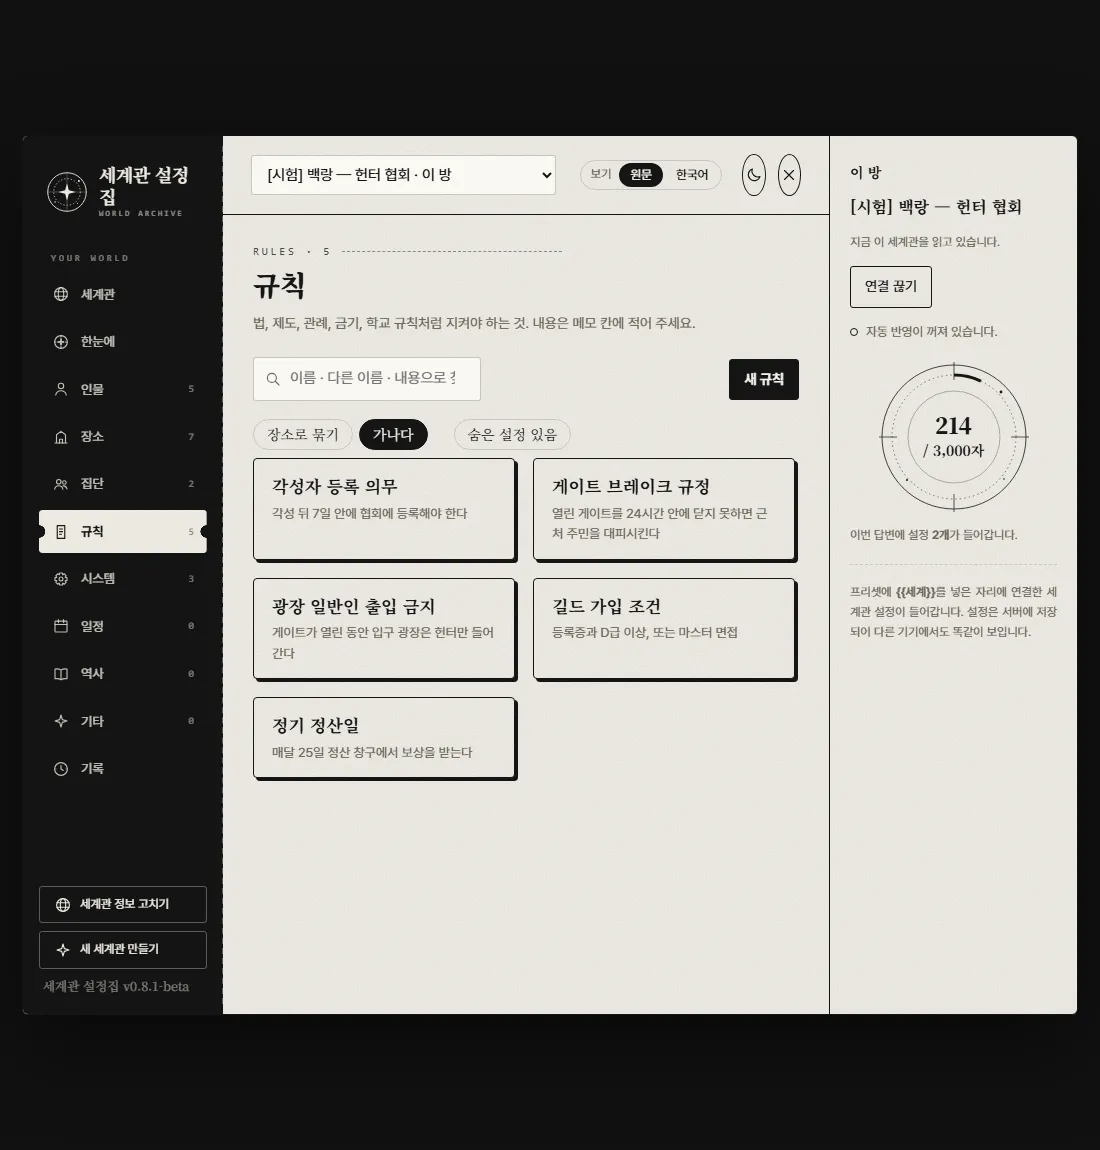 세계관 설정
집
WORLD ARCHIVE
YOUR WORLD
세계관
한눈에
인물 5
장소 7
집단 2
규칙 5
시스템 3
일정 0
역사 0
기타 0
기록
세계관 정보 고치기
새 세계관 만들기
세계관 설정집 v0.8.1-beta
[시험] 백랑 — 헌터 협회 · 이 방
보기 원문 한국어
RULES · 5
규칙
법, 제도, 관례, 금기, 학교 규칙처럼 지켜야 하는 것. 내용은 메모 칸에 적어 주세요.
이름 · 다른 이름 · 내용으로
새 규칙
장소로 묶기 가나다 숨은 설정 있음
각성자 등록 의무
각성 뒤 7일 안에 협회에 등록해야 한다
게이트 브레이크 규정
열린 게이트를 24시간 안에 닫지 못하면 근
처 주민을 대피시킨다
광장 일반인 출입 금지
게이트가 열린 동안 입구 광장은 헌터만 들어
간다
길드 가입 조건
등록증과 D급 이상, 또는 마스터 면접
정기 정산일
매달 25일 정산 창구에서 보상을 받는다
이 방
[시험] 백랑 — 헌터 협회
지금 이 세계관을 읽고 있습니다.
연결 끊기
자동 반영이 꺼져 있습니다.
214
/ 3,000자
이번 답변에 설정 2개가 들어갑니다.
프리셋에 {{세계}}를 넣은 자리에 연결한 세
계관 설정이 들어갑니다. 설정은 서버에 저장
되어 다른 기기에서도 똑같이 보입니다.